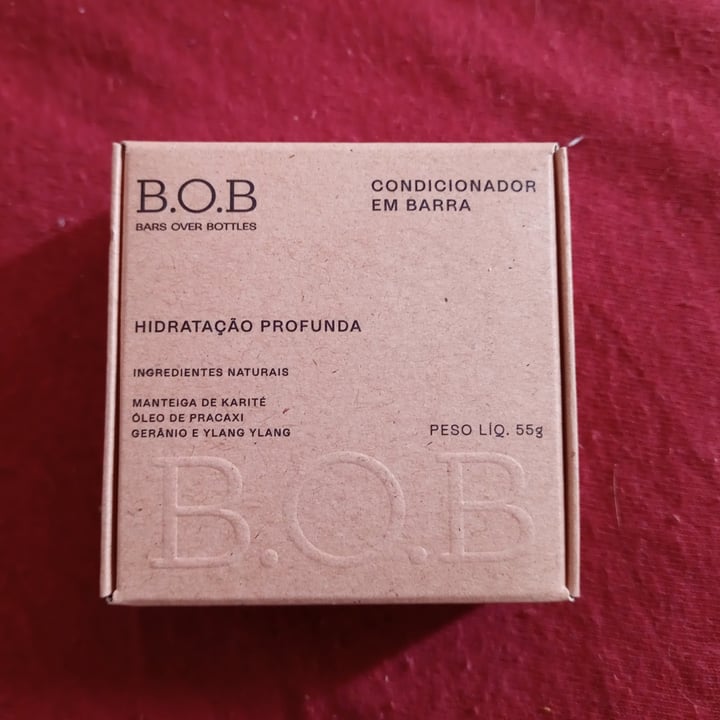 B.O.B
BARS OVER BOTTLES
CONDICIONADOR
EM BARRA
HIDRATAÇÃO PROFUNDA
INGREDIENTES NATURAIS
MANTEIGA DE KARITÉ
ÓLEO DE PRACAXI
GERÂNIO E YLANG YLANG
PESO LÍQ. 55g
B.O.B